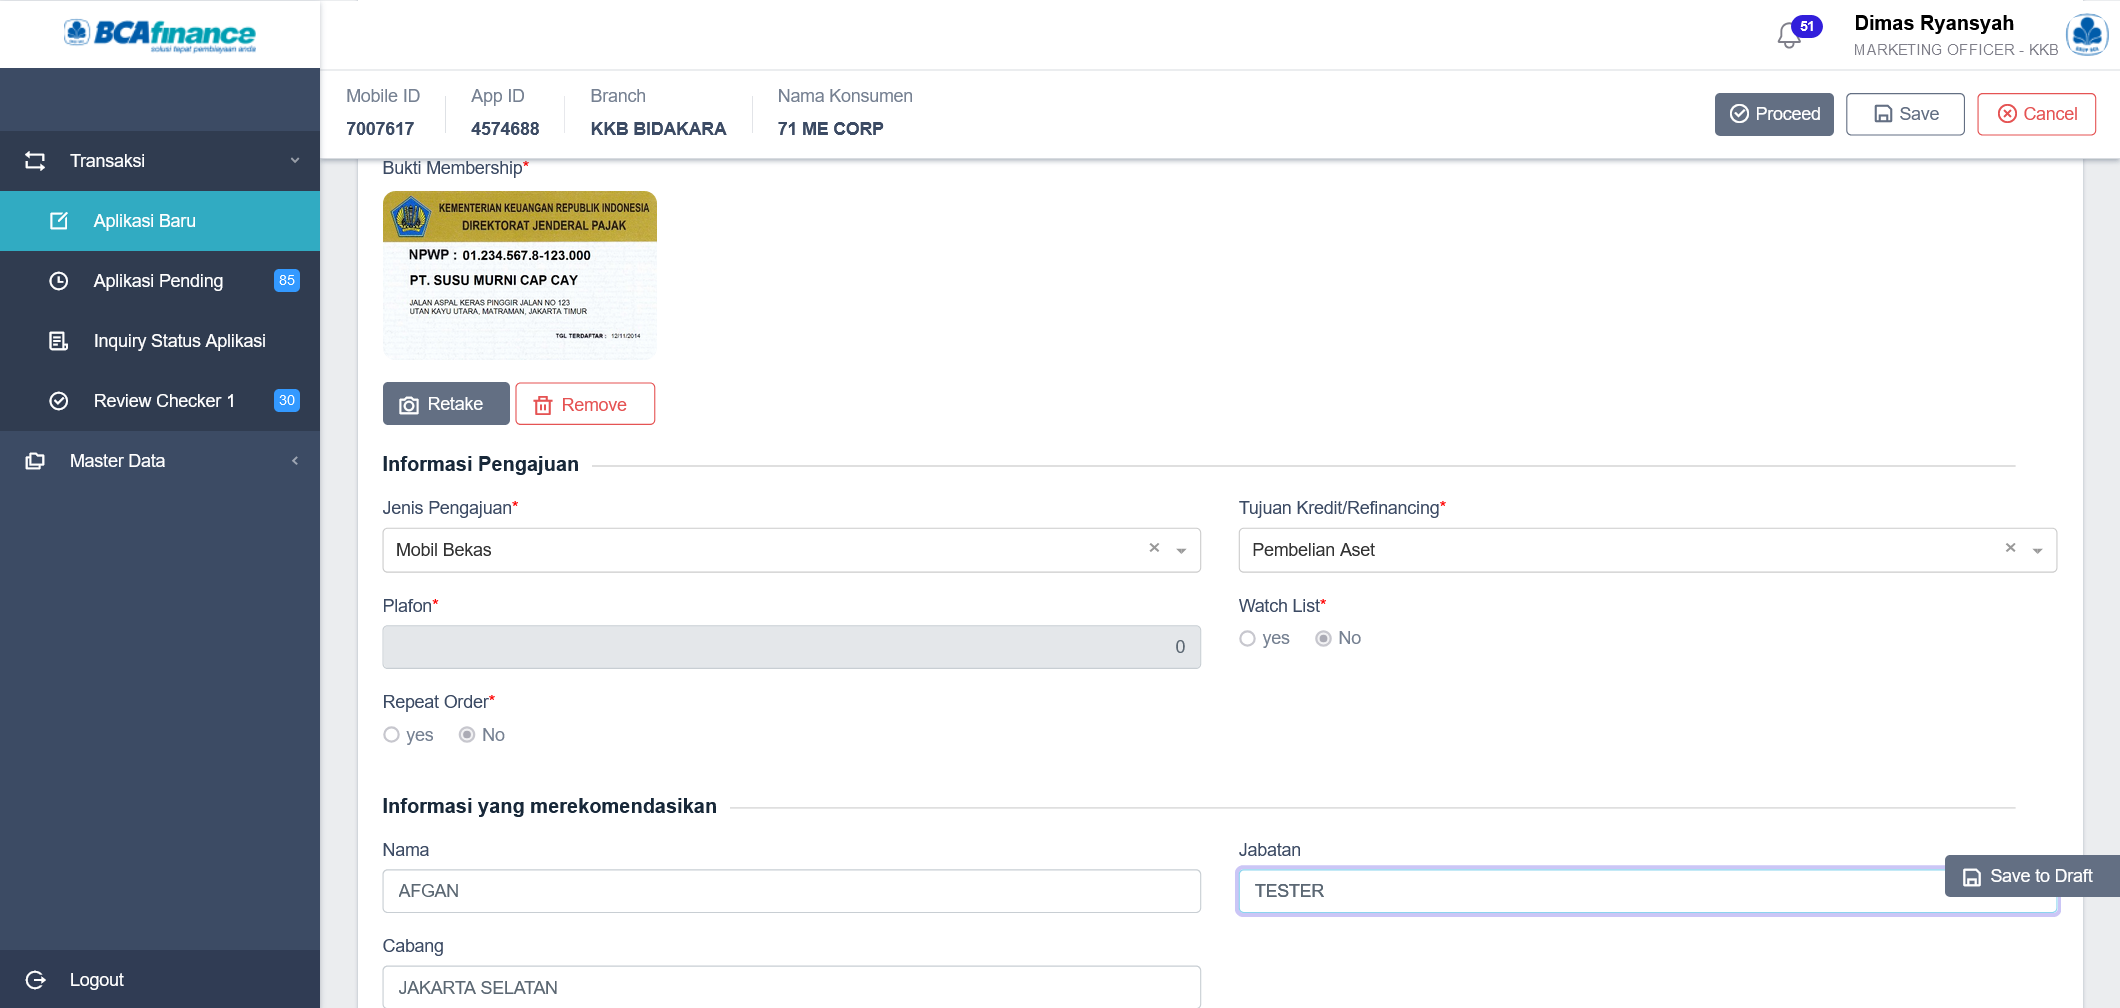 BCAfinance
solusi tepat pembiayaan anda
51
Dimas Ryansyah
MARKETING OFFICER - KKB
Mobile ID
7007617
App ID
4574688
Branch
KKB BIDAKARA
Nama Konsumen
71 ME CORP
Proceed
Save
Cancel
Transaksi
Aplikasi Baru
Aplikasi Pending
85
Inquiry Status Aplikasi
Review Checker 1
30
Master Data
Logout
Bukti Membership*
KEMENTERIAN KEUANGAN REPUBLIK INDONESIA
DIREKTORAT JENDERAL PAJAK
NPWP : 01.234.567.8-123.000
PT. SUSU MURNI CAP CAY
JALAN ASPAL KERAS PINGGIR JALAN NO 123
UTAN KAYU UTARA, MATRAMAN, JAKARTA TIMUR
TGL TERDAFTAR : 12/11/2014
Retake
Remove
Informasi Pengajuan
Jenis Pengajuan*
Mobil Bekas
Tujuan Kredit/Refinancing*
Pembelian Aset
Plafon*
0
Watch List*
yes
No
Repeat Order*
yes
No
Informasi yang merekomendasikan
Nama
AFGAN
Jabatan
TESTER
Save to Draft
Cabang
JAKARTA SELATAN